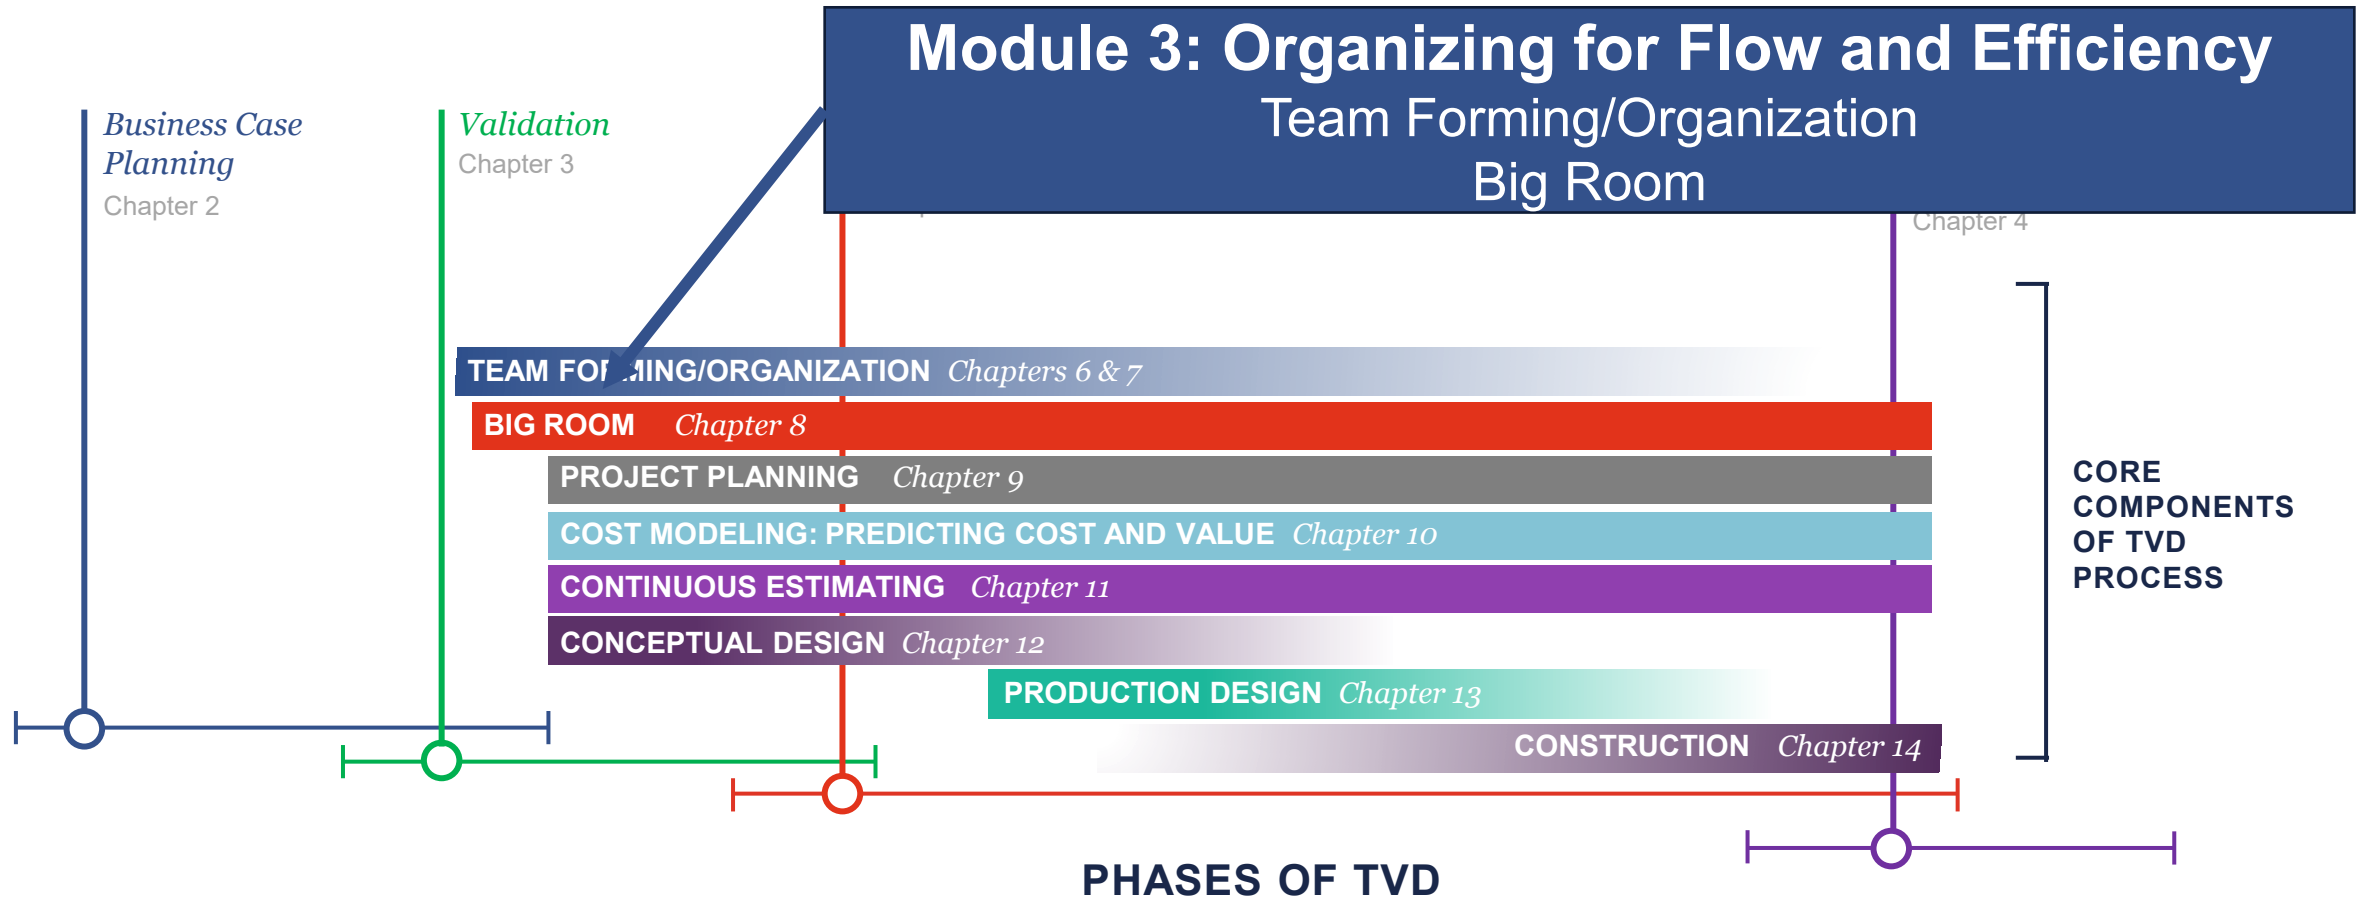 Module 3: Organizing for Flow and Efficiency
Team Forming/Organization
Big Room
Business Case
Planning
Chapter 2
Validation
Chapter 3
Chapter 4
TEAM FORMING/ORGANIZATION Chapters 6 & 7
BIG ROOM Chapter 8
PROJECT PLANNING Chapter 9
COST MODELING: PREDICTING COST AND VALUE Chapter 10
CONTINUOUS ESTIMATING Chapter 11
CONCEPTUAL DESIGN Chapter 12
PRODUCTION DESIGN Chapter 13
CONSTRUCTION Chapter 14
CORE
COMPONENTS
OF TVD
PROCESS
PHASES OF TVD